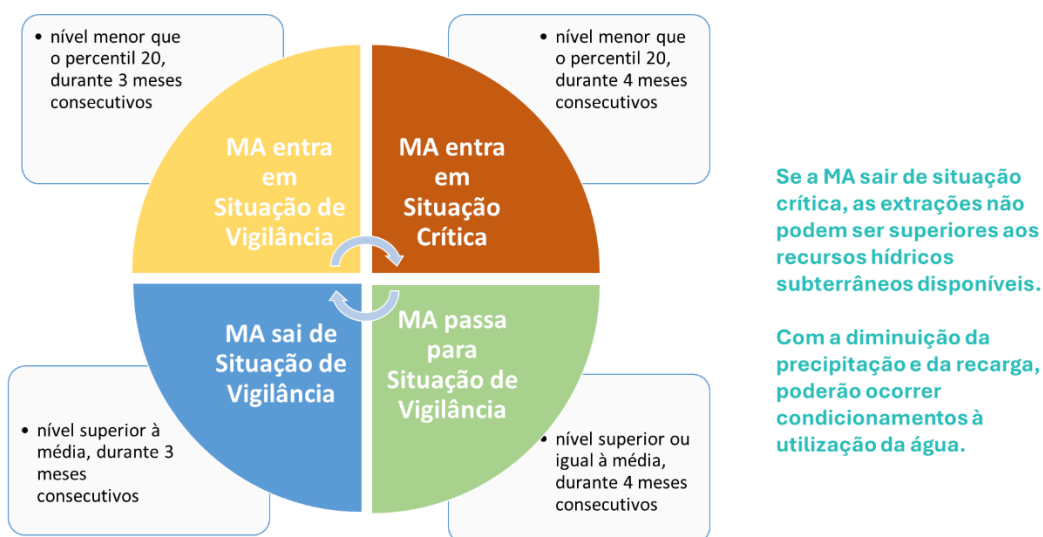 • nível menor que
o percentil 20,
durante 3 meses
consecutivos
• nível menor que
o percentil 20,
durante 4 meses
consecutivos
MA entra
em
Situação de
Vigilância
MA entra
em
Situação
Crítica
MA sai de
Situação de
Vigilância
MA passa
para
Situação de
Vigilância
• nível superior à
média, durante 3
meses
consecutivos
• nível superior ou
igual à média,
durante 4 meses
consecutivos
Se a MA sair de situação
crítica, as extrações não
podem ser superiores aos
recursos hídricos
subterrâneos disponíveis.
Com a diminuição da
precipitação e da recarga,
poderão ocorrer
condicionamentos à
utilização da água.